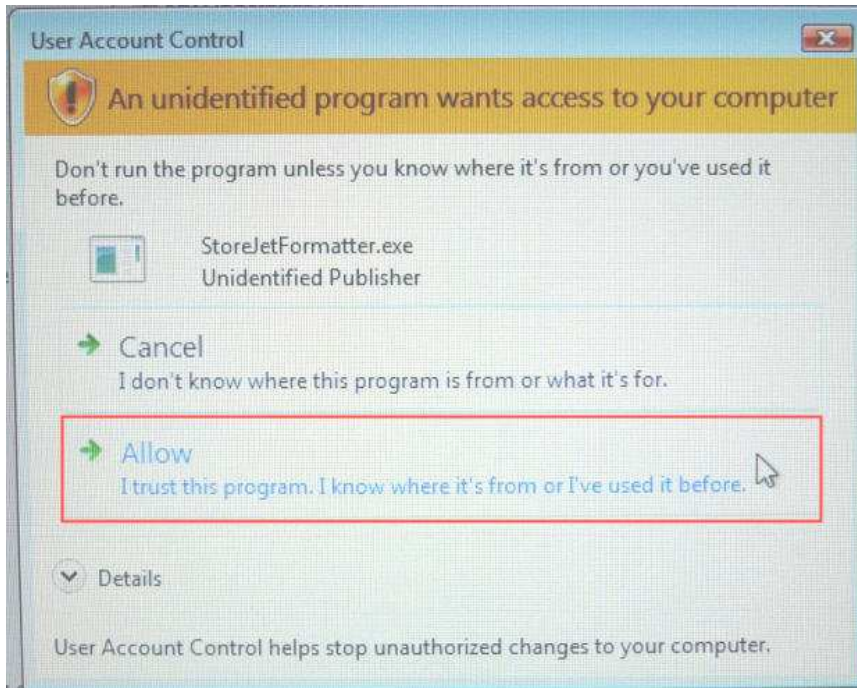 User Account Control
An unidentified program wants access to your computer
Don't run the program unless you know where it's from or you've used it
before.
StoreJetFormatter.exe
Unidentified Publisher
Cancel
I don't know where this program is from or what it's for.
Allow
I trust this program. I know where it's from or I've used it before.
Details
User Account Control helps stop unauthorized changes to your computer.